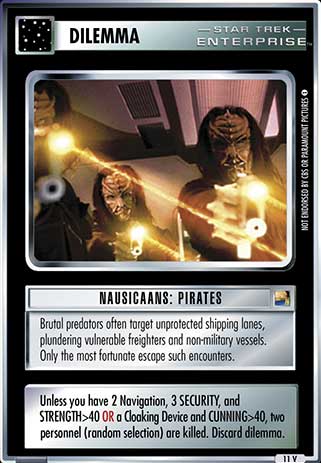 DILEMMA
STAR TREK
ENTERPRISE™
NOT ENDORSED BY CBS OR PARAMOUNT PICTURES
NAUSICAANS: PIRATES
Brutal predators often target unprotected shipping lanes,
plundering vulnerable freighters and non-military vessels.
Only the most fortunate escape such encounters.
Unless you have 2 Navigation, 3 SECURITY, and
STRENGTH>40 OR a Cloaking Device and CUNNING>40, two
personnel (random selection) are killed. Discard dilemma.
11 V